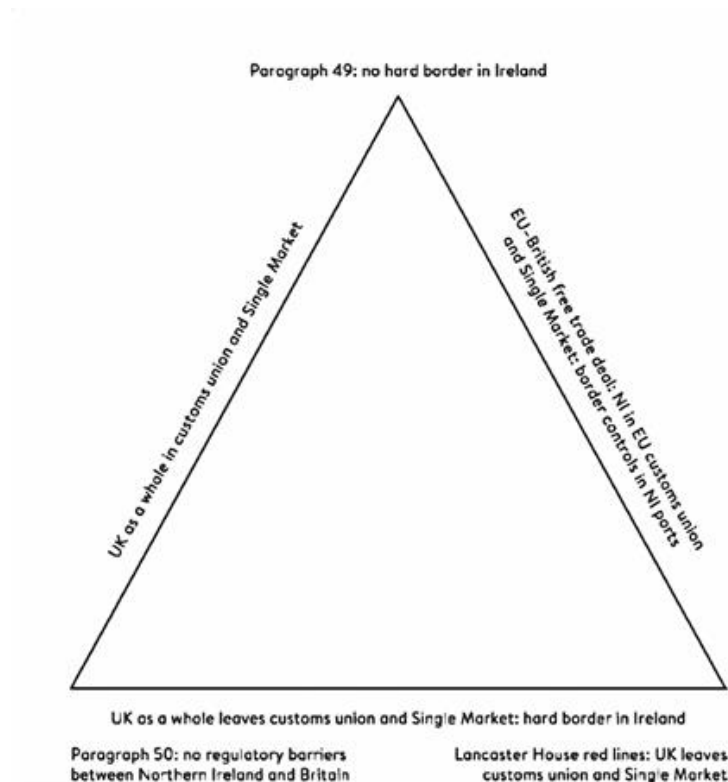 Paragraph 49: no hard border in Ireland
UK as a whole in customs union and Single Market
EU-British free trade deal: NI in EU customs union
and Single Market: border controls in NI ports
UK as a whole leaves customs union and Single Market: hard border in Ireland
Paragraph 50: no regulatory barriers
between Northern Ireland and Britain
Lancaster House red lines: UK leaves
customs union and Single Market